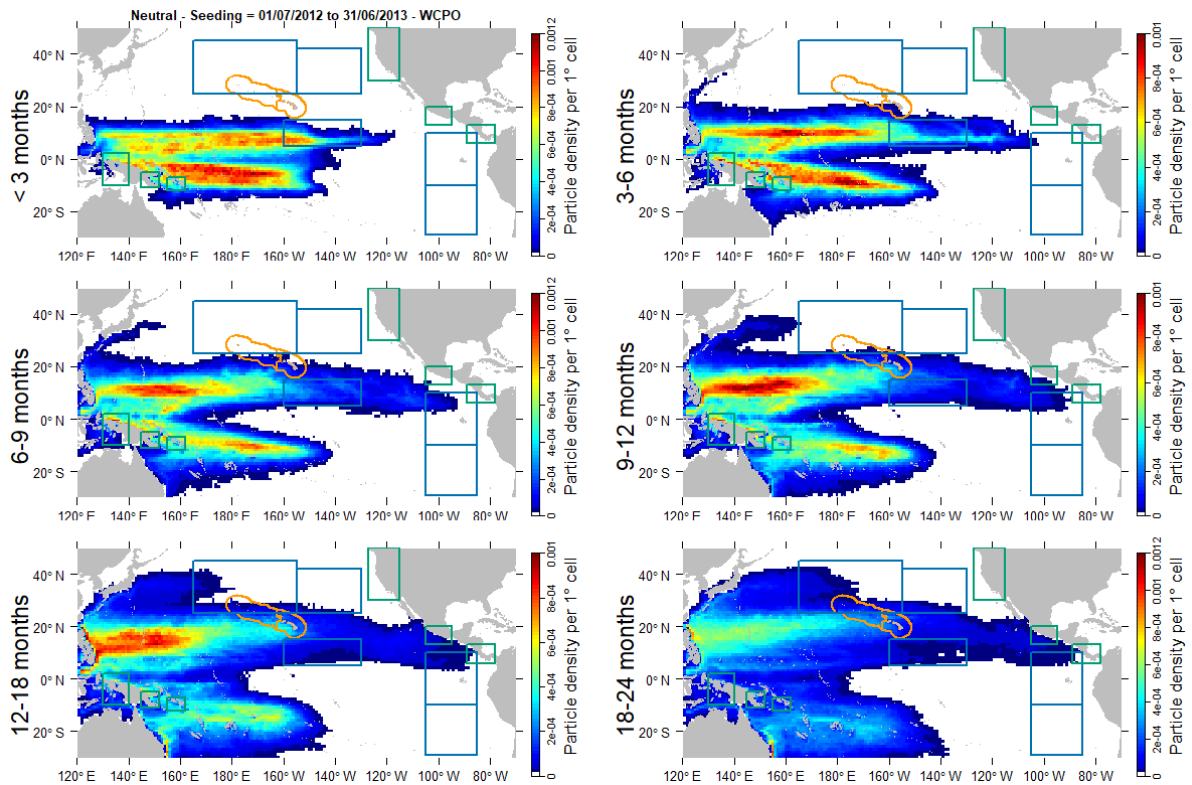 Neutral - Seeding = 01/07/2012 to 31/06/2013 - WCPO
< 3 months
40° N
20° N
0° N
20° S
120° E 140° E 160° E 180° E 160° W 140° W 120° W 100° W 80° W
0 2e-04 4e-04 6e-04 8e-04 0.001 0.0012
Particle density per 1° cell
3-6 months
40° N
20° N
0° N
20° S
120° E 140° E 160° E 180° E 160° W 140° W 120° W 100° W 80° W
0 2e-04 4e-04 6e-04 8e-04 0.001
Particle density per 1° cell
6-9 months
40° N
20° N
0° N
20° S
120° E 140° E 160° E 180° E 160° W 140° W 120° W 100° W 80° W
0 2e-04 4e-04 6e-04 8e-04 0.001 0.0012
Particle density per 1° cell
9-12 months
40° N
20° N
0° N
20° S
120° E 140° E 160° E 180° E 160° W 140° W 120° W 100° W 80° W
0 2e-04 4e-04 6e-04 8e-04 0.001
Particle density per 1° cell
12-18 months
40° N
20° N
0° N
20° S
120° E 140° E 160° E 180° E 160° W 140° W 120° W 100° W 80° W
0 2e-04 4e-04 6e-04 8e-04 0.001
Particle density per 1° cell
18-24 months
40° N
20° N
0° N
20° S
120° E 140° E 160° E 180° E 160° W 140° W 120° W 100° W 80° W
0 2e-04 4e-04 6e-04 8e-04 0.001 0.0012
Particle density per 1° cell